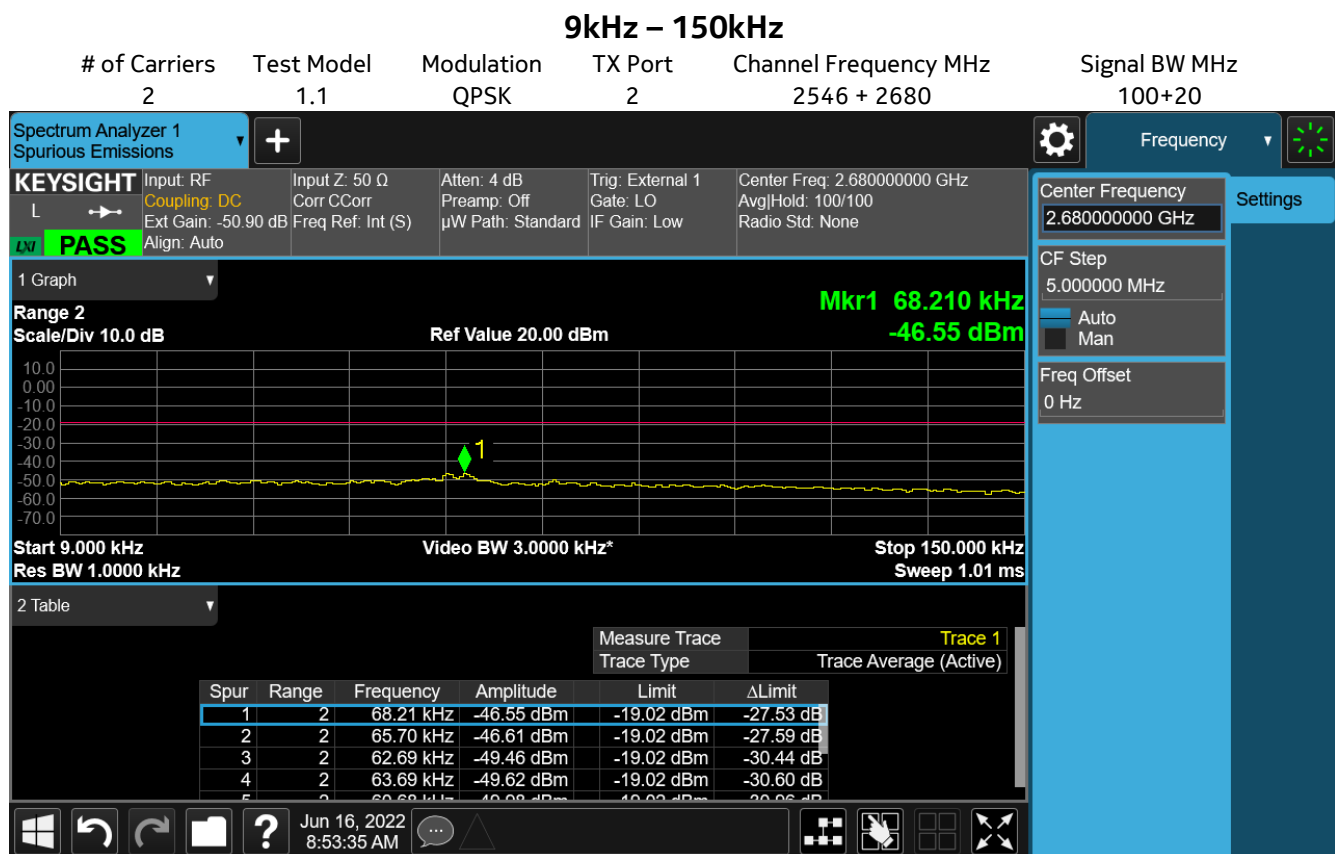 9kHz – 150kHz
# of Carriers Test Model Modulation TX Port Channel Frequency MHz Signal BW MHz
2 1.1 QPSK 2 2546 + 2680 100+20
Spectrum Analyzer 1
Spurious Emissions
Frequency
KEYSIGHT Input: RF Input Z: 50 Ω Atten: 4 dB Trig: External 1 Center Freq: 2.680000000 GHz
L Coupling: DC Corr CCorr Preamp: Off Gate: LO Avg|Hold: 100/100
Ext Gain: -50.90 dB Freq Ref: Int (S) µW Path: Standard IF Gain: Low Radio Std: None
LXI PASS Align: Auto
Center Frequency
2.680000000 GHz
Settings
CF Step
5.000000 MHz
Auto
Man
Freq Offset
0 Hz
1 Graph
Range 2
Mkr1 68.210 kHz
Scale/Div 10.0 dB Ref Value 20.00 dBm -46.55 dBm
10.0
0.00
-10.0
-20.0
-30.0
1
-40.0
-50.0
-60.0
-70.0
Start 9.000 kHz Video BW 3.0000 kHz* Stop 150.000 kHz
Res BW 1.0000 kHz Sweep 1.01 ms
2 Table
Measure Trace Trace 1
Trace Type Trace Average (Active)
Spur Range Frequency Amplitude Limit ΔLimit
1 2 68.21 kHz -46.55 dBm -19.02 dBm -27.53 dB
2 2 65.70 kHz -46.61 dBm -19.02 dBm -27.59 dB
3 2 62.69 kHz -49.46 dBm -19.02 dBm -30.44 dB
4 2 63.69 kHz -49.62 dBm -19.02 dBm -30.60 dB
Jun 16, 2022
8:53:35 AM